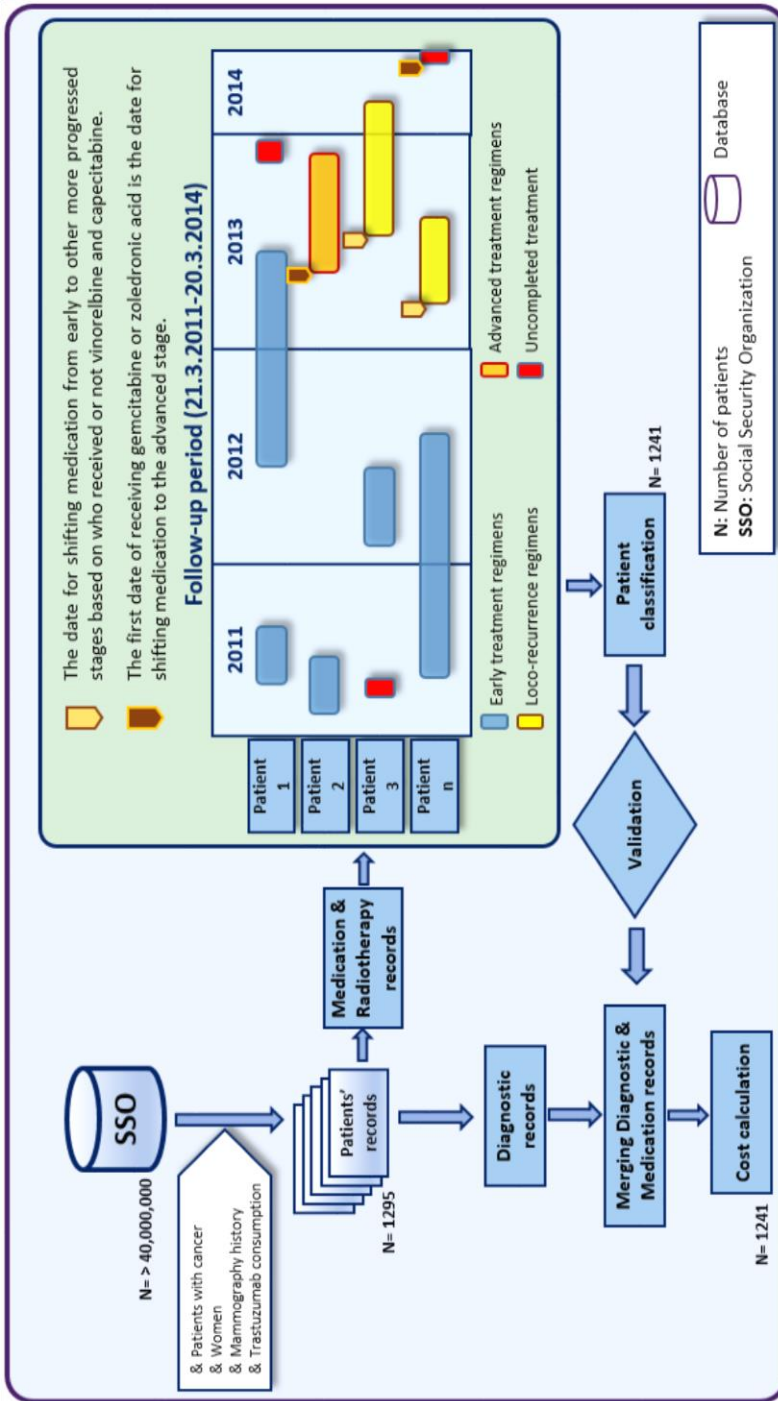 SSO
N= > 40,000,000
& Patients with cancer
& Women
& Mammography history
& Trastuzumab consumption
Patients'
records
N= 1295
Medication &
Radiotherapy
records
Diagnostic
records
Merging Diagnostic &
Medication records
Cost calculation
N= 1241
The date for shifting medication from early to other more progressed
stages based on who received or not vinorelbine and capecitabine.
The first date of receiving gemcitabine or zoledronic acid is the date for
shifting medication to the advanced stage.
Follow-up period (21.3.2011-20.3.2014)
2011
2012
2013
2014
Patient
1
Patient
2
Patient
3
Patient
n
Early treatment regimens
Advanced treatment regimens
Loco-recurrence regimens
Uncompleted treatment
Patient
classification
N= 1241
Validation
N: Number of patients
Database
SSO: Social Security Organization